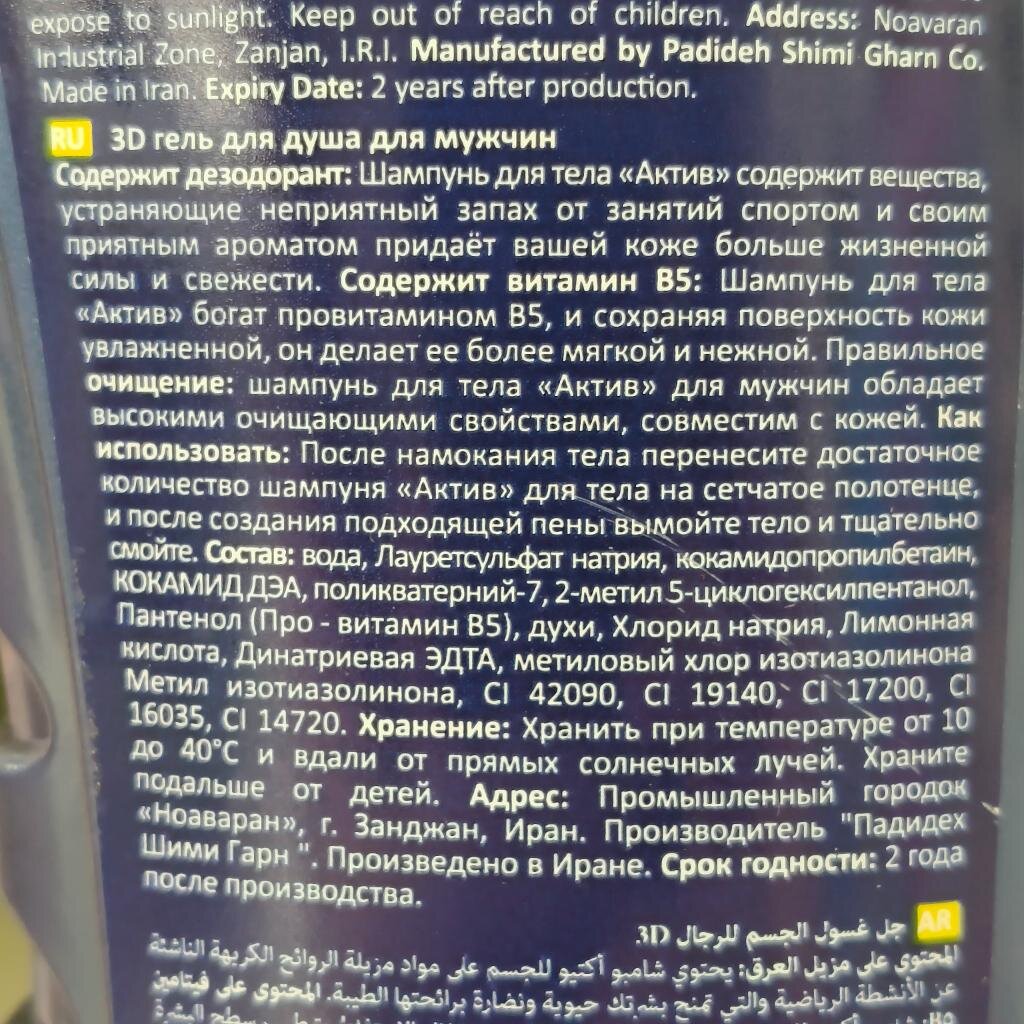 expose to sunlight. Keep out of reach of children. Address: Noavaran
Industrial Zone, Zanjan, I.R.I. Manufactured by Padideh Shimi Gharn Co.
Made in Iran. Expiry Date: 2 years after production.
RU 3D гель для душа для мужчин
Содержит дезодорант: Шампунь для тела «Актив» содержит вещества,
устраняющие неприятный запах от занятий спортом и своим
приятным ароматом придаёт вашей коже больше жизненной
силы и свежести. Содержит витамин B5: Шампунь для тела
«Актив» богат провитамином B5, и сохраняя поверхность кожи
увлажненной, он делает ее более мягкой и нежной. Правильное
очищение: шампунь для тела «Актив» для мужчин обладает
высокими очищающими свойствами, совместим с кожей. Как
использовать: После намокания тела перенесите достаточное
количество шампуня «Актив» для тела на сетчатое полотенце,
и после создания подходящей пены вымойте тело и тщательно
смойте. Состав: вода, Лауретсульфат натрия, кокамидопропилбетаин,
КОКАМИД ДЭА, поликватерний-7, 2-метил 5-циклогексилпентанол,
Пантенол (Про - витамин B5), духи, Хлорид натрия, Лимонная
кислота, Динатриевая ЭДТА, метиловый хлор изотиазолинона
Метил изотиазолинона, CI 42090, CI 19140, CI 17200, CI
16035, CI 14720. Хранение: Хранить при температуре от 10
до 40°C и вдали от прямых солнечных лучей. Храните
подальше от детей. Адрес: Промышленный городок
«Ноаваран», г. Занджан, Иран. Производитель "Падидех
Шими Гарн ". Произведено в Иране. Срок годности: 2 года
после производства.
AR جل غسول الجسم للرجال 3D
المحتوي على مزيل العرق: يحتوي شامبو أكتيو للجسم على مواد مزيلة الروائح الكريهة الناشئة
عن الأنشطة الرياضية والتي تمنح بشرتك حيوية ونضارة برائحتها الطيبة. المحتوي على فيتامين